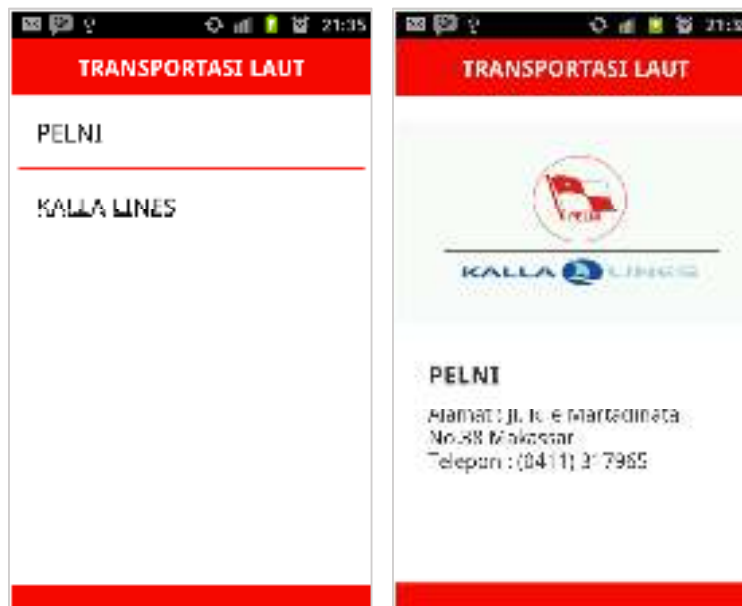 21:35
TRANSPORTASI LAUT
PELNI
KALLA LINES
TRANSPORTASI LAUT
PELNI
KALLA LINES
PELNI
Alamat : Jl. R. e Martadinata
No.38 Makassar
Telepon : (0411) 317965